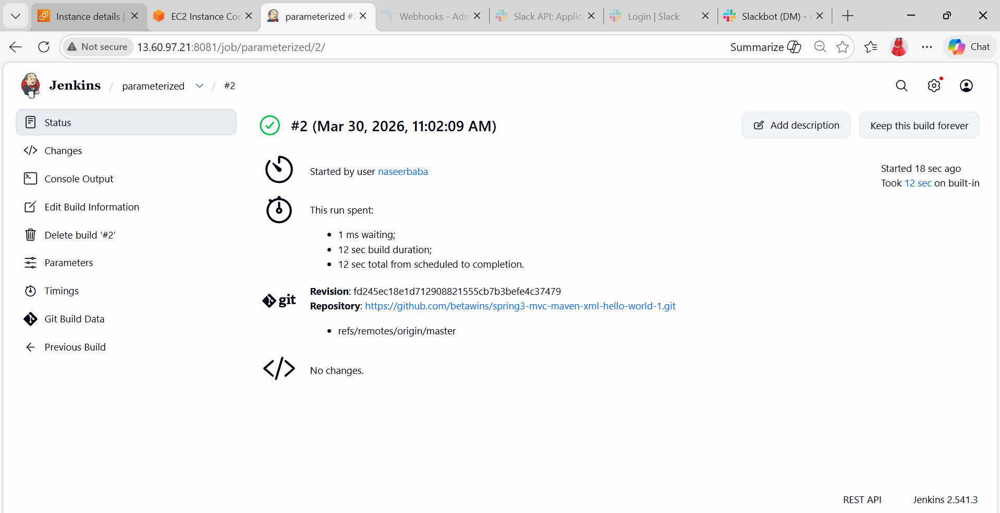 Instance details |
EC2 Instance Con
parameterized #2
Webhooks - Adm
Slack API: Applica
Login | Slack
Slackbot (DM) -
Not secure
13.60.97.21:8081/job/parameterized/2/
Summarize
Chat
Jenkins / parameterized / #2
Status
Changes
Console Output
Edit Build Information
Delete build ‘#2’
Parameters
Timings
Git Build Data
Previous Build
#2 (Mar 30, 2026, 11:02:09 AM)
Add description
Keep this build forever
Started by user naseerbaba
Started 18 sec ago
Took 12 sec on built-in
This run spent:
• 1 ms waiting;
• 12 sec build duration;
• 12 sec total from scheduled to completion.
git
Revision: fd245ec18e1d712908821555cb7b3befe4c37479
Repository: https://github.com/betawins/spring3-mvc-maven-xml-hello-world-1.git
• refs/remotes/origin/master
No changes.
REST API
Jenkins 2.541.3